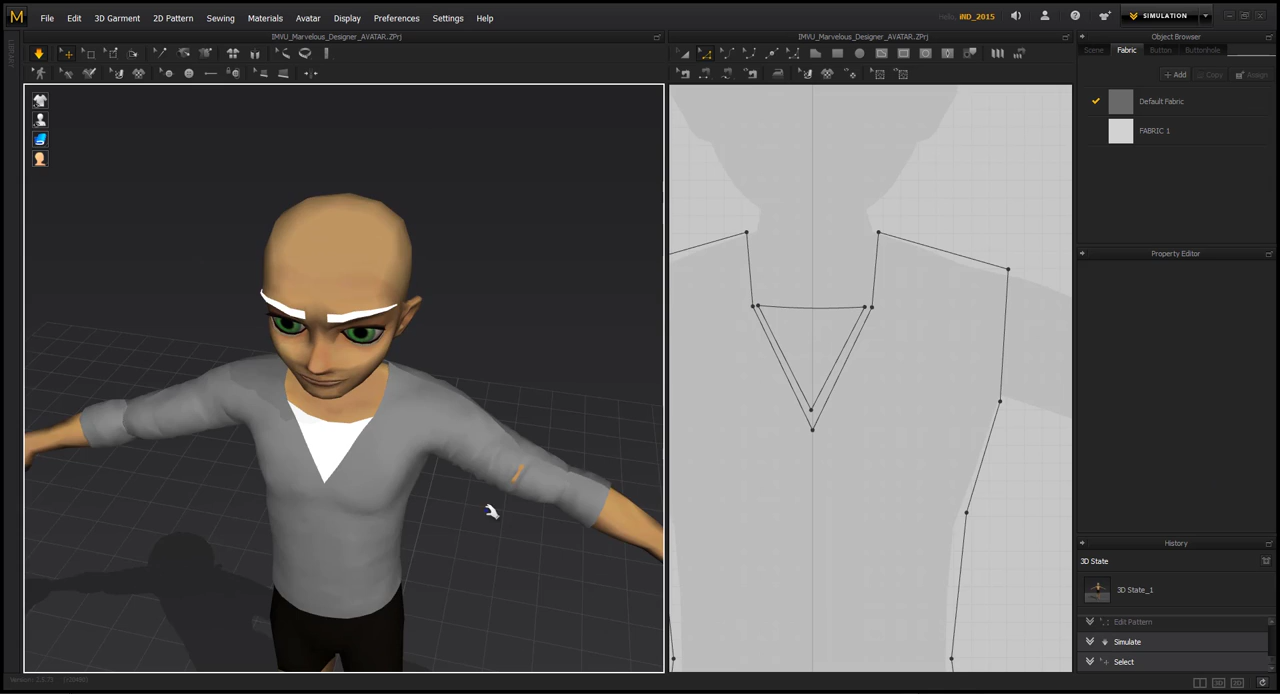 M File Edit 3D Garment 2D Pattern Sewing Materials Avatar Display Preferences Settings Help Hello, iND_2015 SIMULATION
IMVU_Marvelous_Designer_AVATAR.ZPrj IMVU_Marvelous_Designer_AVATAR.ZPrj Object Browser
LIBRARY
Scene Fabric Button Buttonhole
+ Add Copy Assign
Default Fabric
FABRIC 1
Property Editor
History
3D State
3D State_1
Edit Pattern
Simulate
Select